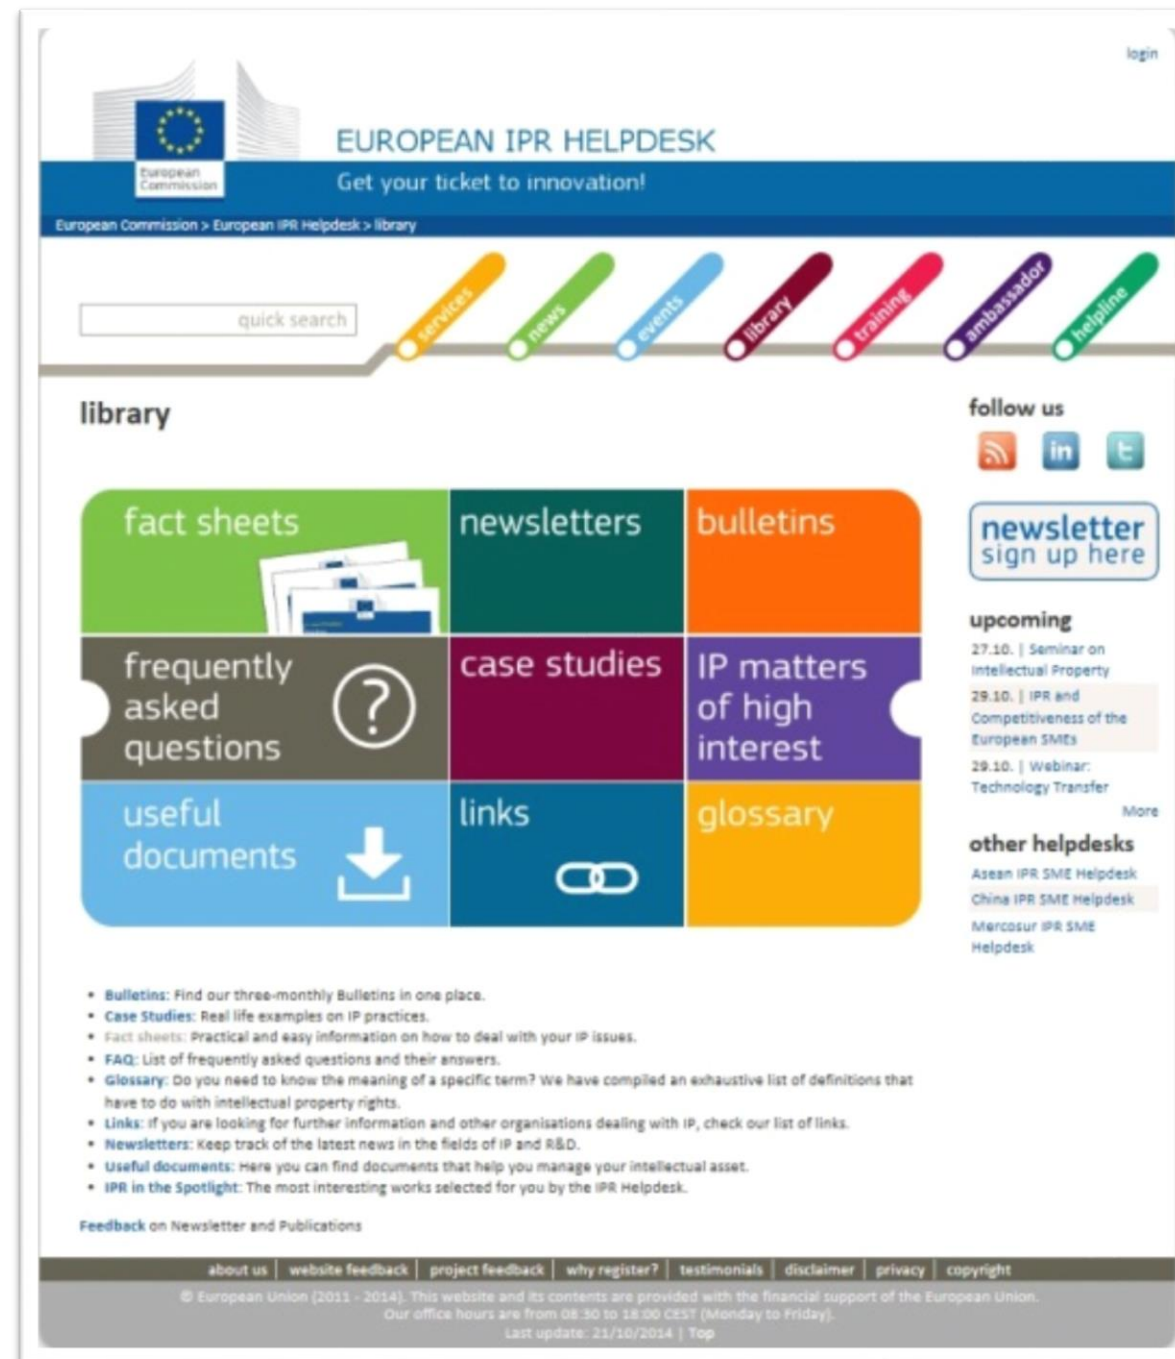 login
European
Commission
EUROPEAN IPR HELPDESK
Get your ticket to innovation!
European Commission > European IPR Helpdesk > library
quick search
services
news
events
library
training
ambassador
helpline
library
fact sheets
newsletters
bulletins
frequently
asked
questions
?
case studies
IP matters
of high
interest
useful
documents
links
glossary
follow us
in
t
newsletter
sign up here
upcoming
27.10. | Seminar on
Intellectual Property
29.10. | IPR and
Competitiveness of the
European SMEs
29.10. | Webinar:
Technology Transfer
More
other helpdesks
Asean IPR SME Helpdesk
China IPR SME Helpdesk
Mercosur IPR SME
Helpdesk
• Bulletins: Find our three-monthly Bulletins in one place.
• Case Studies: Real life examples on IP practices.
• Fact sheets: Practical and easy information on how to deal with your IP issues.
• FAQ: List of frequently asked questions and their answers.
• Glossary: Do you need to know the meaning of a specific term? We have compiled an exhaustive list of definitions that
have to do with intellectual property rights.
• Links: If you are looking for further information and other organisations dealing with IP, check our list of links.
• Newsletters: Keep track of the latest news in the fields of IP and R&D.
• Useful documents: Here you can find documents that help you manage your intellectual asset.
• IPR in the Spotlight: The most interesting works selected for you by the IPR Helpdesk.
Feedback on Newsletter and Publications
about us | website feedback | project feedback | why register? | testimonials | disclaimer | privacy | copyright
© European Union (2011 - 2014). This website and its contents are provided with the financial support of the European Union.
Our office hours are from 08:30 to 18:00 CEST (Monday to Friday).
Last update: 21/10/2014 | Top